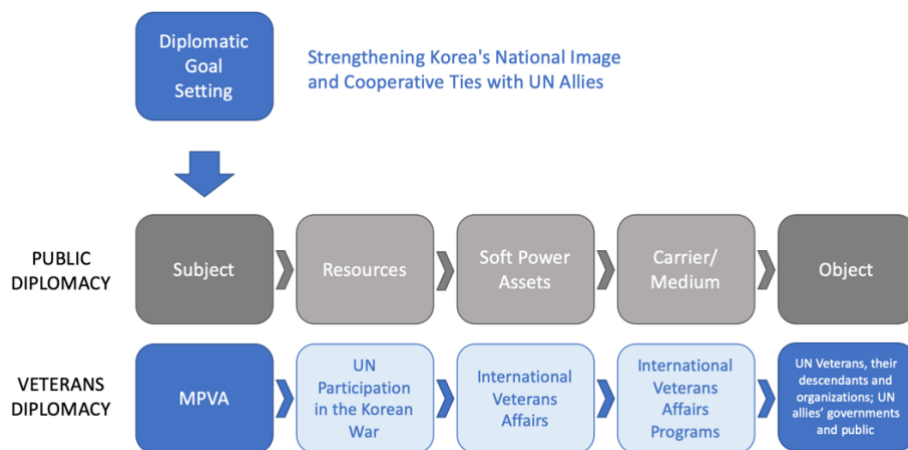 Diplomatic
Goal
Setting
Strengthening Korea's National Image
and Cooperative Ties with UN Allies
PUBLIC
DIPLOMACY
Subject
Resources
Soft Power
Assets
Carrier/
Medium
Object
VETERANS
DIPLOMACY
MPVA
UN
Participation
in the Korean
War
International
Veterans
Affairs
International
Veterans
Affairs
Programs
UN Veterans, their
descendants and
organizations; UN
allies' governments
and public